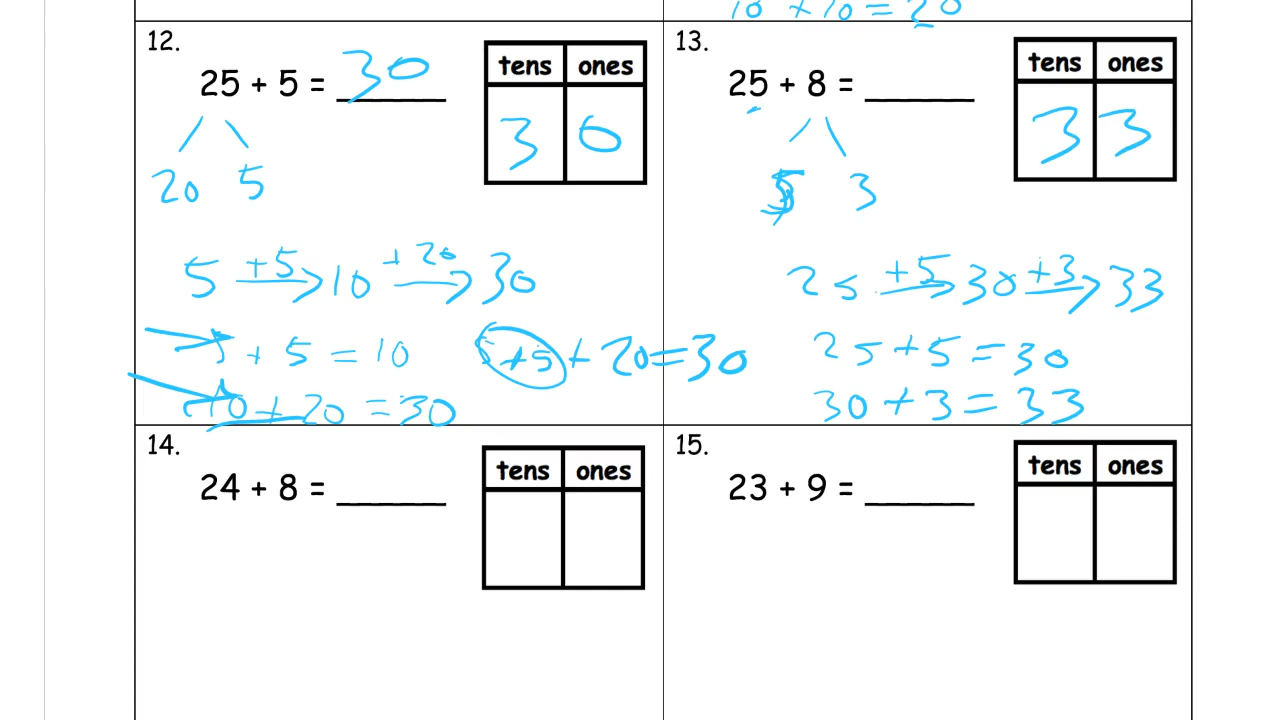 10 + 10 = 20
12.
25 + 5 = 30
tens ones
3 0
20 5
5 +5 10 +20 30
5 + 5 = 10
+5 + 20 = 30
10 + 20 = 30
13.
25 + 8 = ______
tens ones
3 3
5 3
25 +5 30 +3 33
25 + 5 = 30
30 + 3 = 33
14.
24 + 8 = ______
tens ones
15.
23 + 9 = ______
tens ones